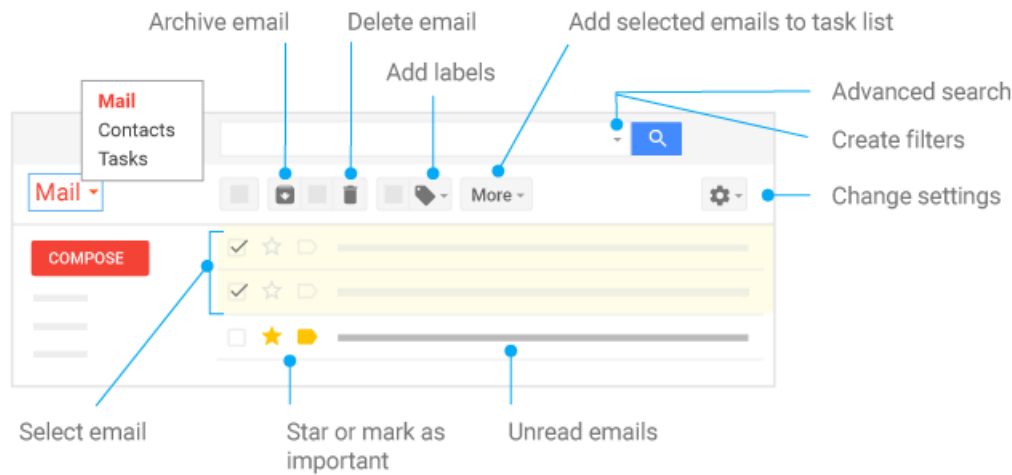 Archive email
Delete email
Add selected emails to task list
Add labels
Advanced search
Mail
Contacts
Tasks
Create filters
Mail
More
Change settings
COMPOSE
Select email
Star or mark as
important
Unread emails